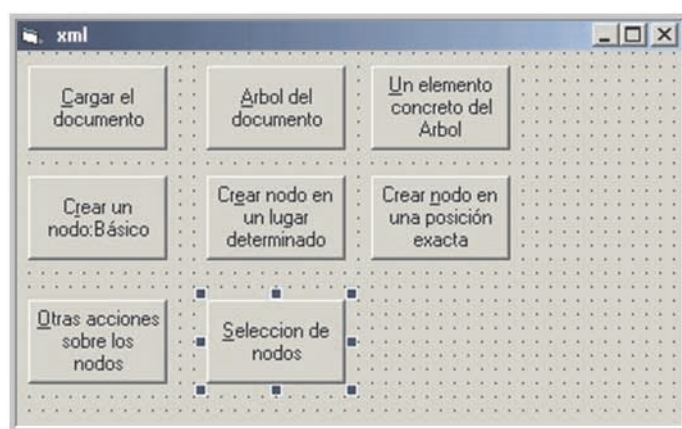 xml
Cargar el
documento
Arbol del
documento
Un elemento
concreto del
Arbol
Crear un
nodo:Básico
Crear nodo en
un lugar
determinado
Crear nodo en
una posición
exacta
Otras acciones
sobre los
nodos
Seleccion de
nodos